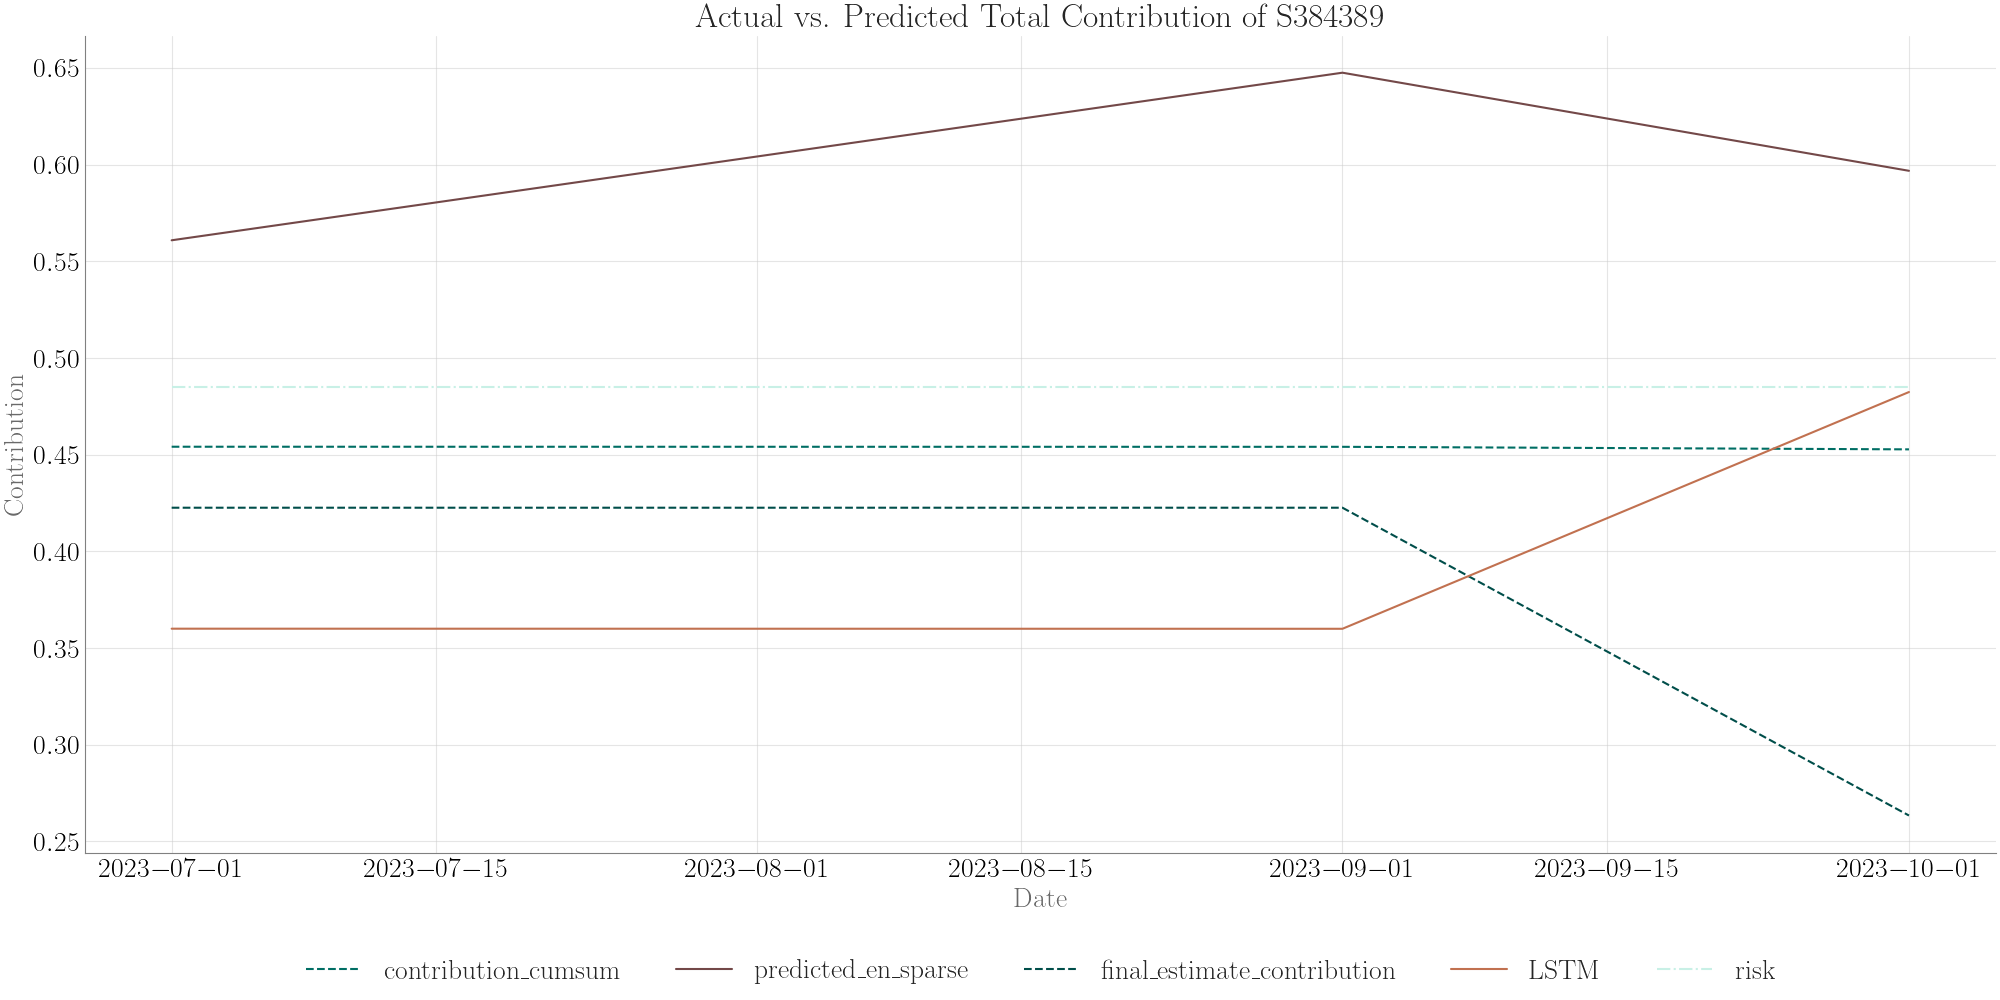 Actual vs. Predicted Total Contribution of S384389
0.65
0.60
0.55
0.50
0.45
0.40
0.35
0.30
0.25
Contribution
2023−07−01 2023−07−15 2023−08−01 2023−08−15 2023−09−01 2023−09−15 2023−10−01
Date
contribution_cumsum predicted_en_sparse final_estimate_contribution LSTM risk